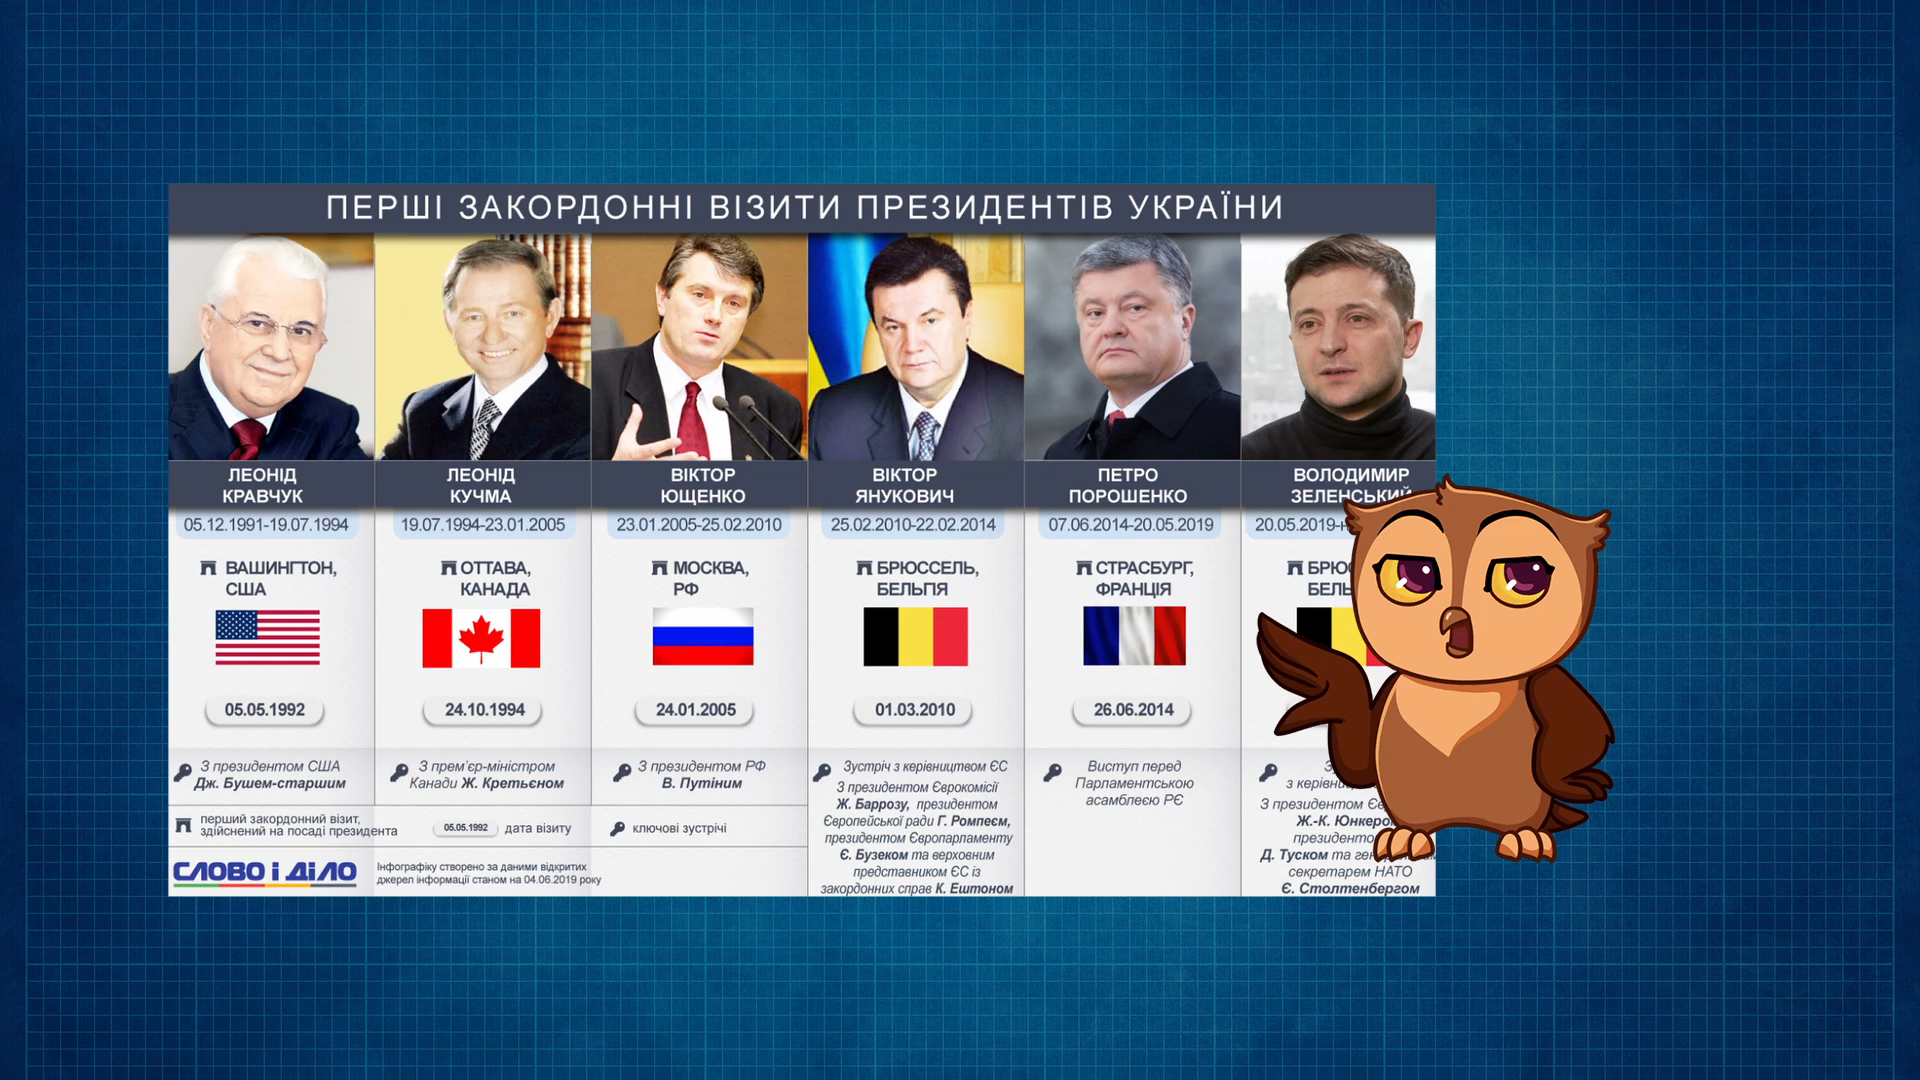 ПЕРШІ ЗАКОРДОННІ ВІЗИТИ ПРЕЗИДЕНТІВ УКРАЇНИ
ЛЕОНІД
КРАВЧУК
05.12.1991-19.07.1994
ВАШИНГТОН,
США
05.05.1992
З президентом США
Дж. Бушем-старшим
ЛЕОНІД
КУЧМА
19.07.1994-23.01.2005
ОТТАВА,
КАНАДА
24.10.1994
З прем'єр-міністром
Канади Ж. Кретьєном
ВІКТОР
ЮЩЕНКО
23.01.2005-25.02.2010
МОСКВА,
РФ
24.01.2005
З президентом РФ
В. Путіним
ВІКТОР
ЯНУКОВИЧ
25.02.2010-22.02.2014
БРЮССЕЛЬ,
БЕЛЬГІЯ
01.03.2010
Зустріч з керівництвом ЄС
З президентом Єврокомісії
Ж. Баррозу, президентом
Європейської ради Г. Ромпеєм,
президентом Європарламенту
Є. Бузеком та верховним
представником ЄС із
закордонних справ К. Ештоном
ПЕТРО
ПОРОШЕНКО
07.06.2014-20.05.2019
СТРАСБУРГ,
ФРАНЦІЯ
26.06.2014
Виступ перед
Парламентською
асамблеєю РЄ
ВОЛОДИМИР
ЗЕЛЕНСЬКИЙ
20.05.2019
З президентом
Ж.-К. Юнкером
Д. Туском та
секретарем НАТО
Є. Столтенбергом
перший закордонний візит,
здійснений на посаді президента
05.05.1992 дата візиту
ключові зустрічі
СЛОВО і ДіЛО
Інфографіку створено за даними відкритих
джерел інформації станом на 04.06.2019 року